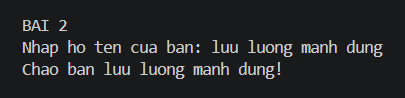 BAI 2
Nhap ho ten cua ban: luu luong manh dung
Chao ban luu luong manh dung!